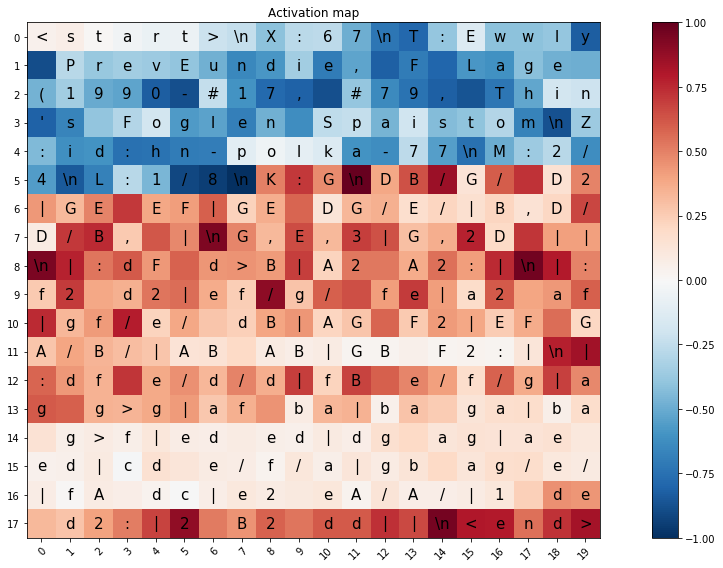 Activation map
0 < s t a r t > \n X : 6 7 \n T : E w w l y
1 P r e v E u n d i e , F L a g e
2 ( 1 9 9 0 - # 1 7 , # 7 9 , T h i n
3 ' s F o g l e n S p a i s t o m \n Z
4 : i d : h n - p o l k a - 7 7 \n M : 2 /
5 4 \n L : 1 / 8 \n K : G \n D B / G / D 2
6 | G E E F | G E D G / E / | B , D /
7 D / B , | \n G , E , 3 | G , 2 D | |
8 \n | : d F d > B | A 2 A 2 : | \n | :
9 f 2 d 2 | e f / g / f e | a 2 a f
10 | g f / e / d B | A G F 2 | E F G
11 A / B / | A B A B | G B F 2 : | \n |
12 : d f e / d / d | f B e / f / g | a
13 g g > g | a f b a | b a g a | b a
14 g > f | e d e d | d g a g | a e
15 e d | c d e / f / a | g b a g / e /
16 | f A d c | e 2 e A / A / | 1 d e
17 d 2 : | 2 B 2 d d | | \n < e n d >
0 1 2 3 4 5 6 7 8 9 10 11 12 13 14 15 16 17 18 19
1.00
0.75
0.50
0.25
0.00
−0.25
−0.50
−0.75
−1.00